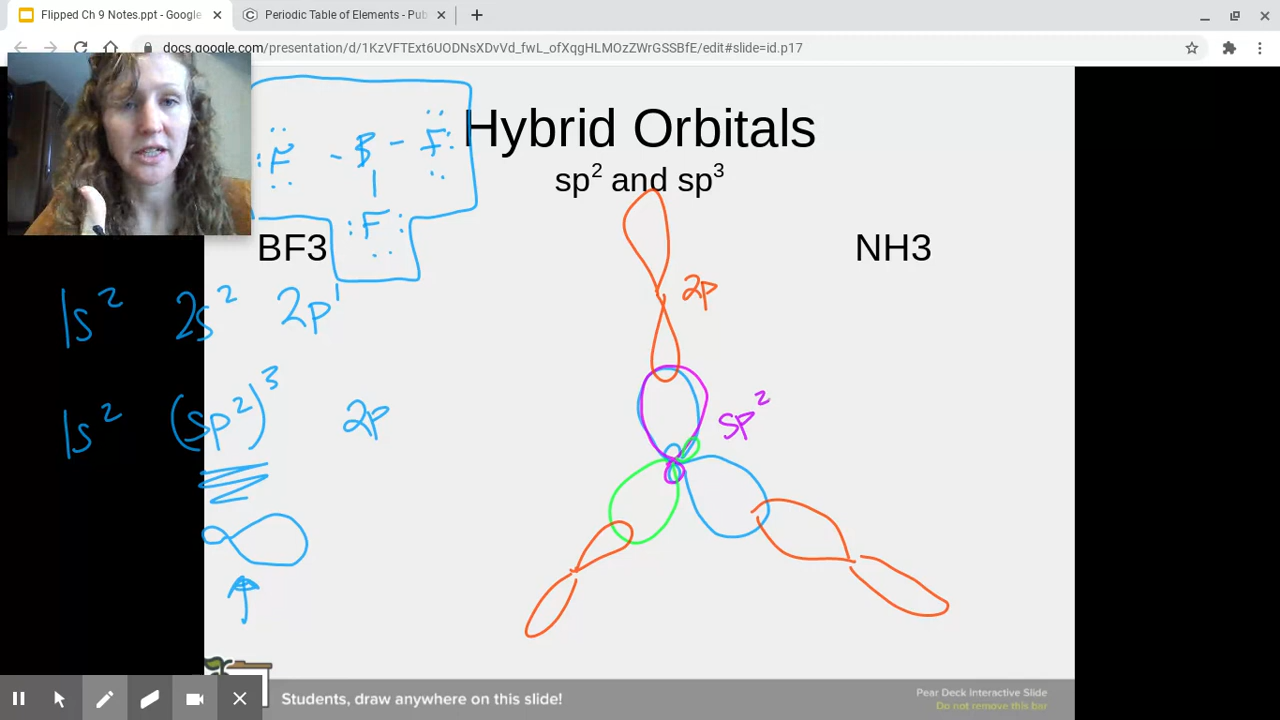 Flipped Ch 9 Notes.ppt - Google
Periodic Table of Elements - Pub
docs.google.com/presentation/d/1KzVFTExt6UODNsXDvVd_fwL_ofXqgHLMOzZWrGSSBfE/edit#slide=id.p17
Hybrid Orbitals
sp² and sp³
:F - B - F:
:F:
BF3
NH3
1s² 2s² 2p¹
2p
1s² (sp²)³ 2p
sp²
Students, draw anywhere on this slide!
Pear Deck Interactive Slide
Do not remove this bar